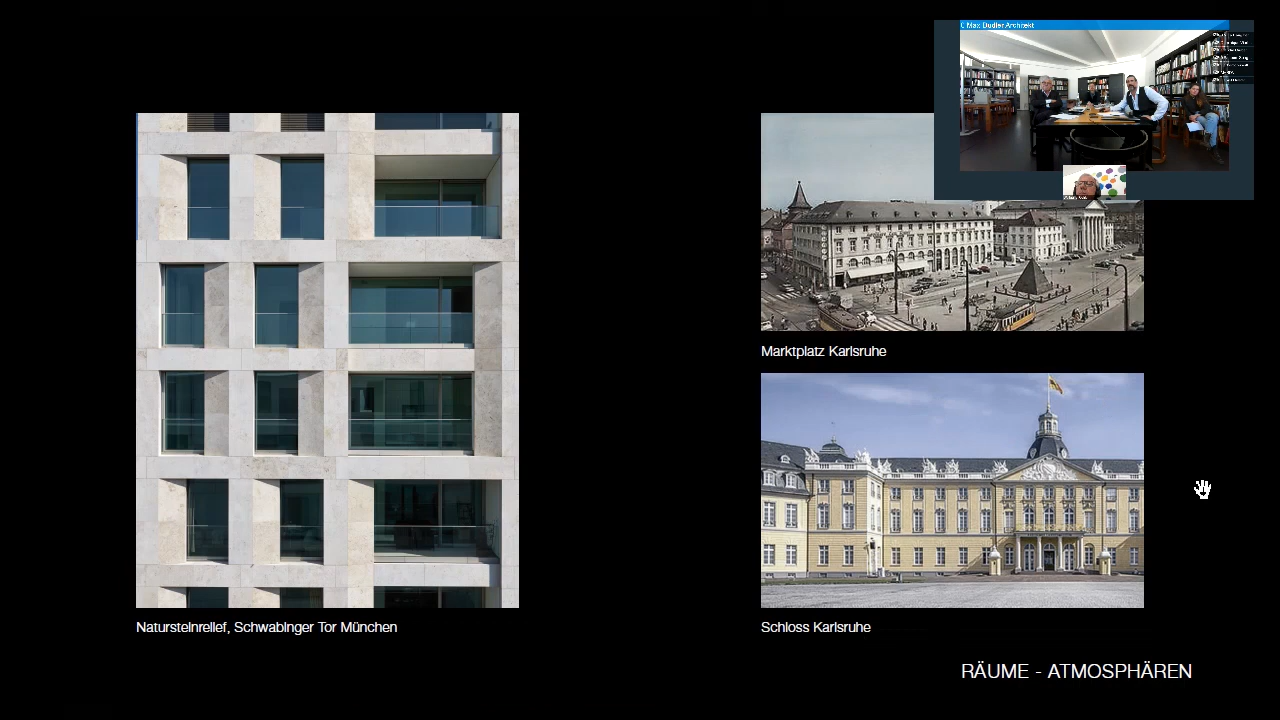 Max Dudler Architekt
Marktplatz Karlsruhe
Natursteinrelief, Schwabinger Tor München
Schloss Karlsruhe
RÄUME - ATMOSPHÄREN